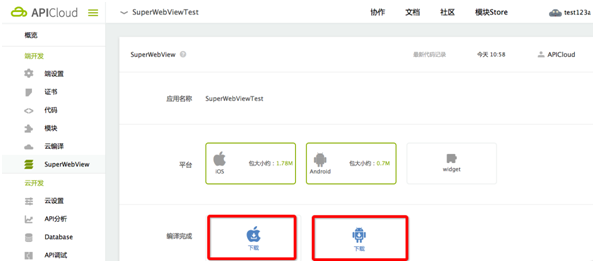 APICloud
SuperWebViewTest
协作
文档
社区
模块Store
test123a
概览
端开发
端设置
证书
代码
模块
云编译
SuperWebView
云开发
云设置
API分析
Database
API调试
SuperWebView
最新代码记录
今天 10:58
APICloud
应用名称
SuperWebViewTest
平台
iOS
包大小约：1.78M
Android
包大小约：0.7M
widget
编译完成
下载
下载